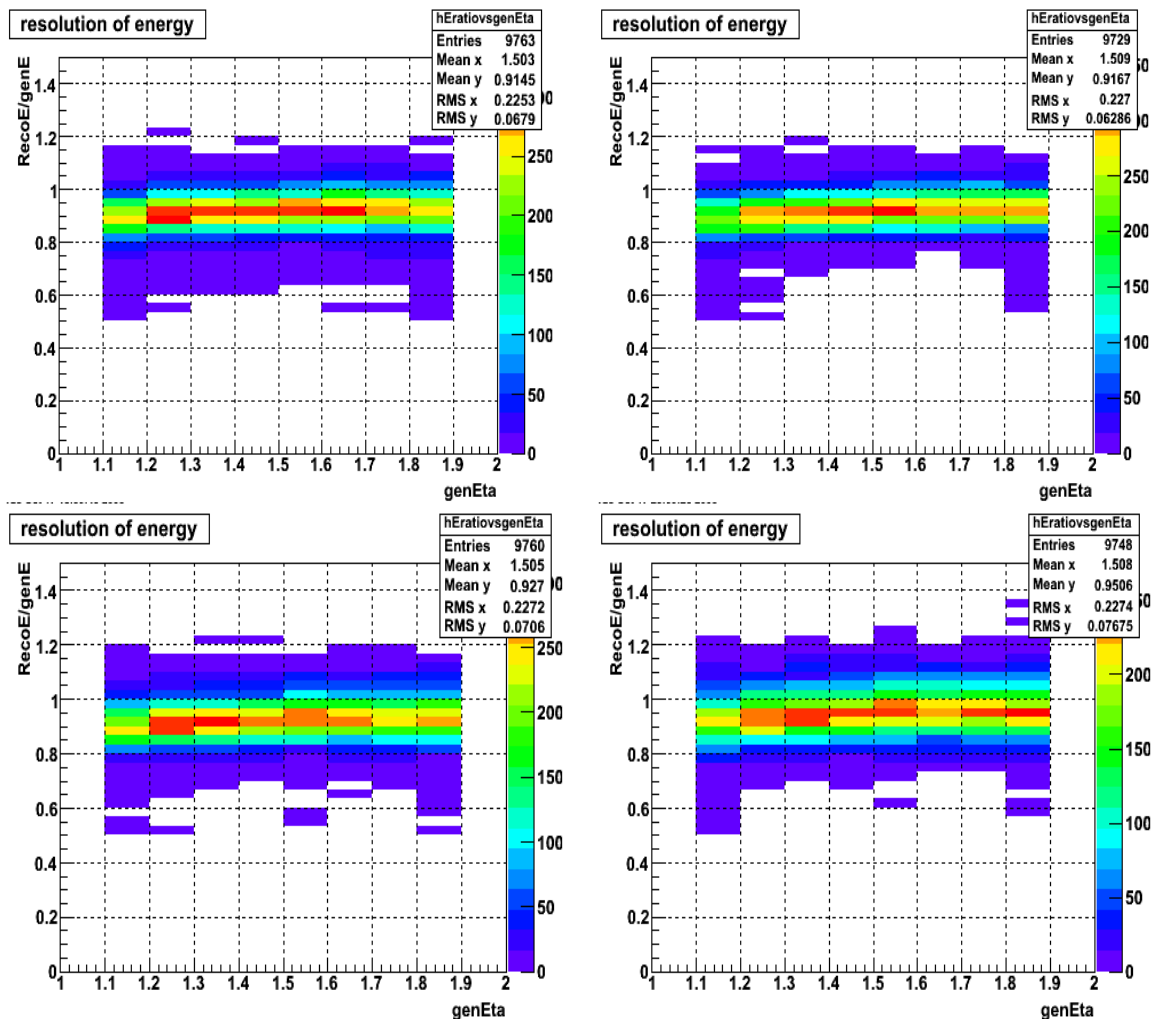 resolution of energy
hEratiovsgenEta
Entries 9763
Mean x 1.503
Mean y 0.9145
RMS x 0.2253
RMS y 0.0679
RecoE/genE
1.4
1.2
1
0.8
0.6
0.4
0.2
0
1 1.1 1.2 1.3 1.4 1.5 1.6 1.7 1.8 1.9 2
genEta
250
200
150
100
50
0
resolution of energy
hEratiovsgenEta
Entries 9729
Mean x 1.509
Mean y 0.9167
RMS x 0.227
RMS y 0.06286
RecoE/genE
1.4
1.2
1
0.8
0.6
0.4
0.2
0
1 1.1 1.2 1.3 1.4 1.5 1.6 1.7 1.8 1.9 2
genEta
250
200
150
100
50
0
resolution of energy
hEratiovsgenEta
Entries 9760
Mean x 1.505
Mean y 0.927
RMS x 0.2272
RMS y 0.0706
RecoE/genE
1.4
1.2
1
0.8
0.6
0.4
0.2
0
1 1.1 1.2 1.3 1.4 1.5 1.6 1.7 1.8 1.9 2
genEta
250
200
150
100
50
0
resolution of energy
hEratiovsgenEta
Entries 9748
Mean x 1.508
Mean y 0.9506
RMS x 0.2274
RMS y 0.07675
RecoE/genE
1.4
1.2
1
0.8
0.6
0.4
0.2
0
1 1.1 1.2 1.3 1.4 1.5 1.6 1.7 1.8 1.9 2
genEta
200
150
100
50
0